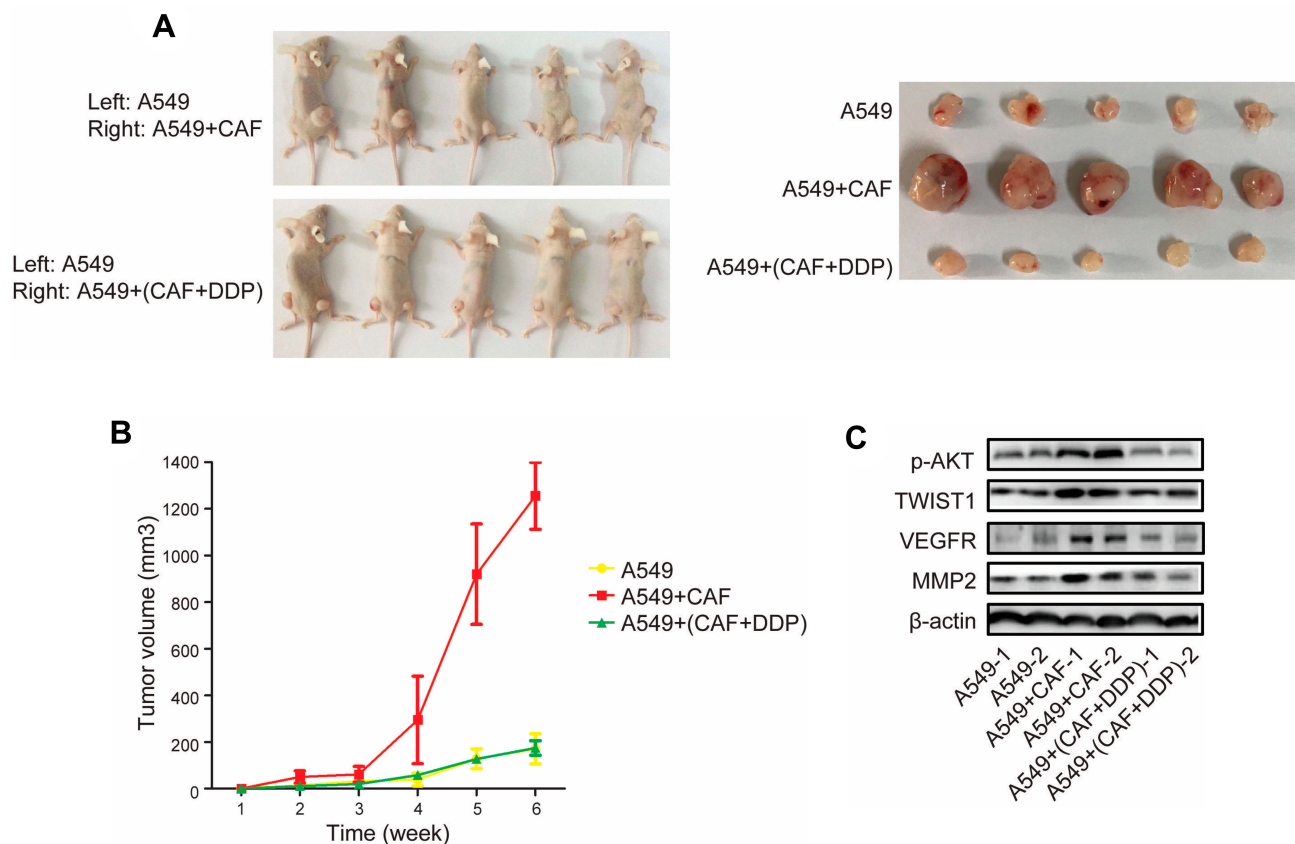 A
Left: A549
Right: A549+CAF
Left: A549
Right: A549+(CAF+DDP)
A549
A549+CAF
A549+(CAF+DDP)
B
Tumor volume (mm3)
1400
1200
1000
800
600
400
200
0
1 2 3 4 5 6
Time (week)
A549
A549+CAF
A549+(CAF+DDP)
C
p-AKT
TWIST1
VEGFR
MMP2
β-actin
A549-1
A549-2
A549+CAF-1
A549+CAF-2
A549+(CAF+DDP)-1
A549+(CAF+DDP)-2